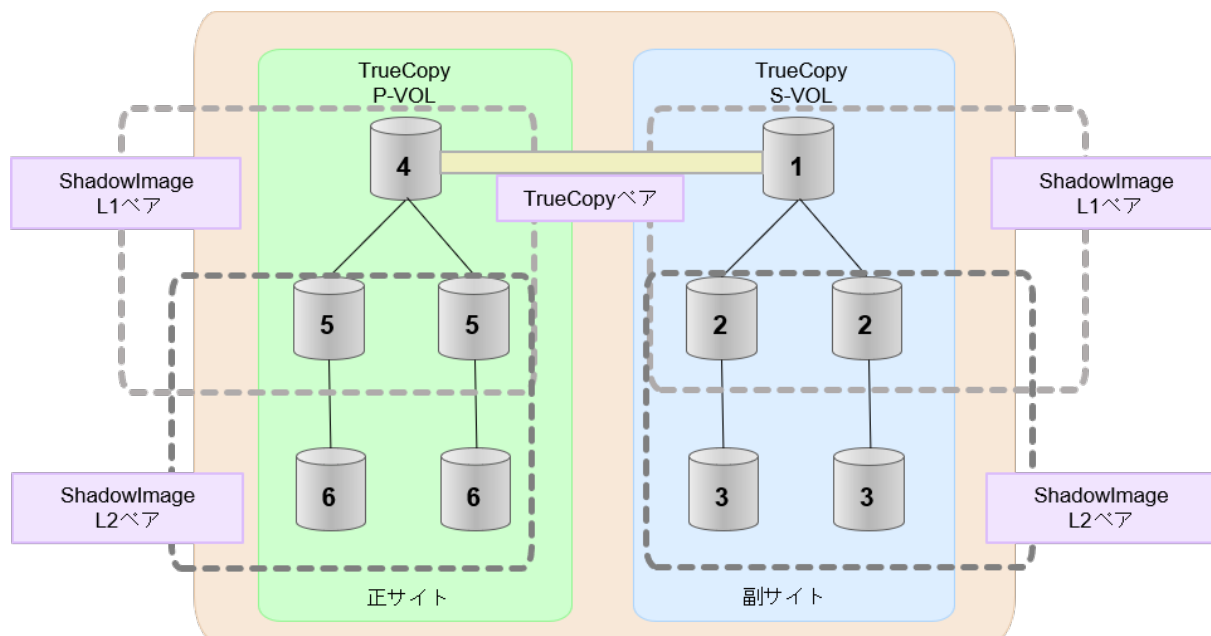 TrueCopy
P-VOL
TrueCopy
S-VOL
4
1
ShadowImage
L1ペア
TrueCopyペア
ShadowImage
L1ペア
5
5
2
2
ShadowImage
L2ペア
6
6
3
3
ShadowImage
L2ペア
正サイト
副サイト